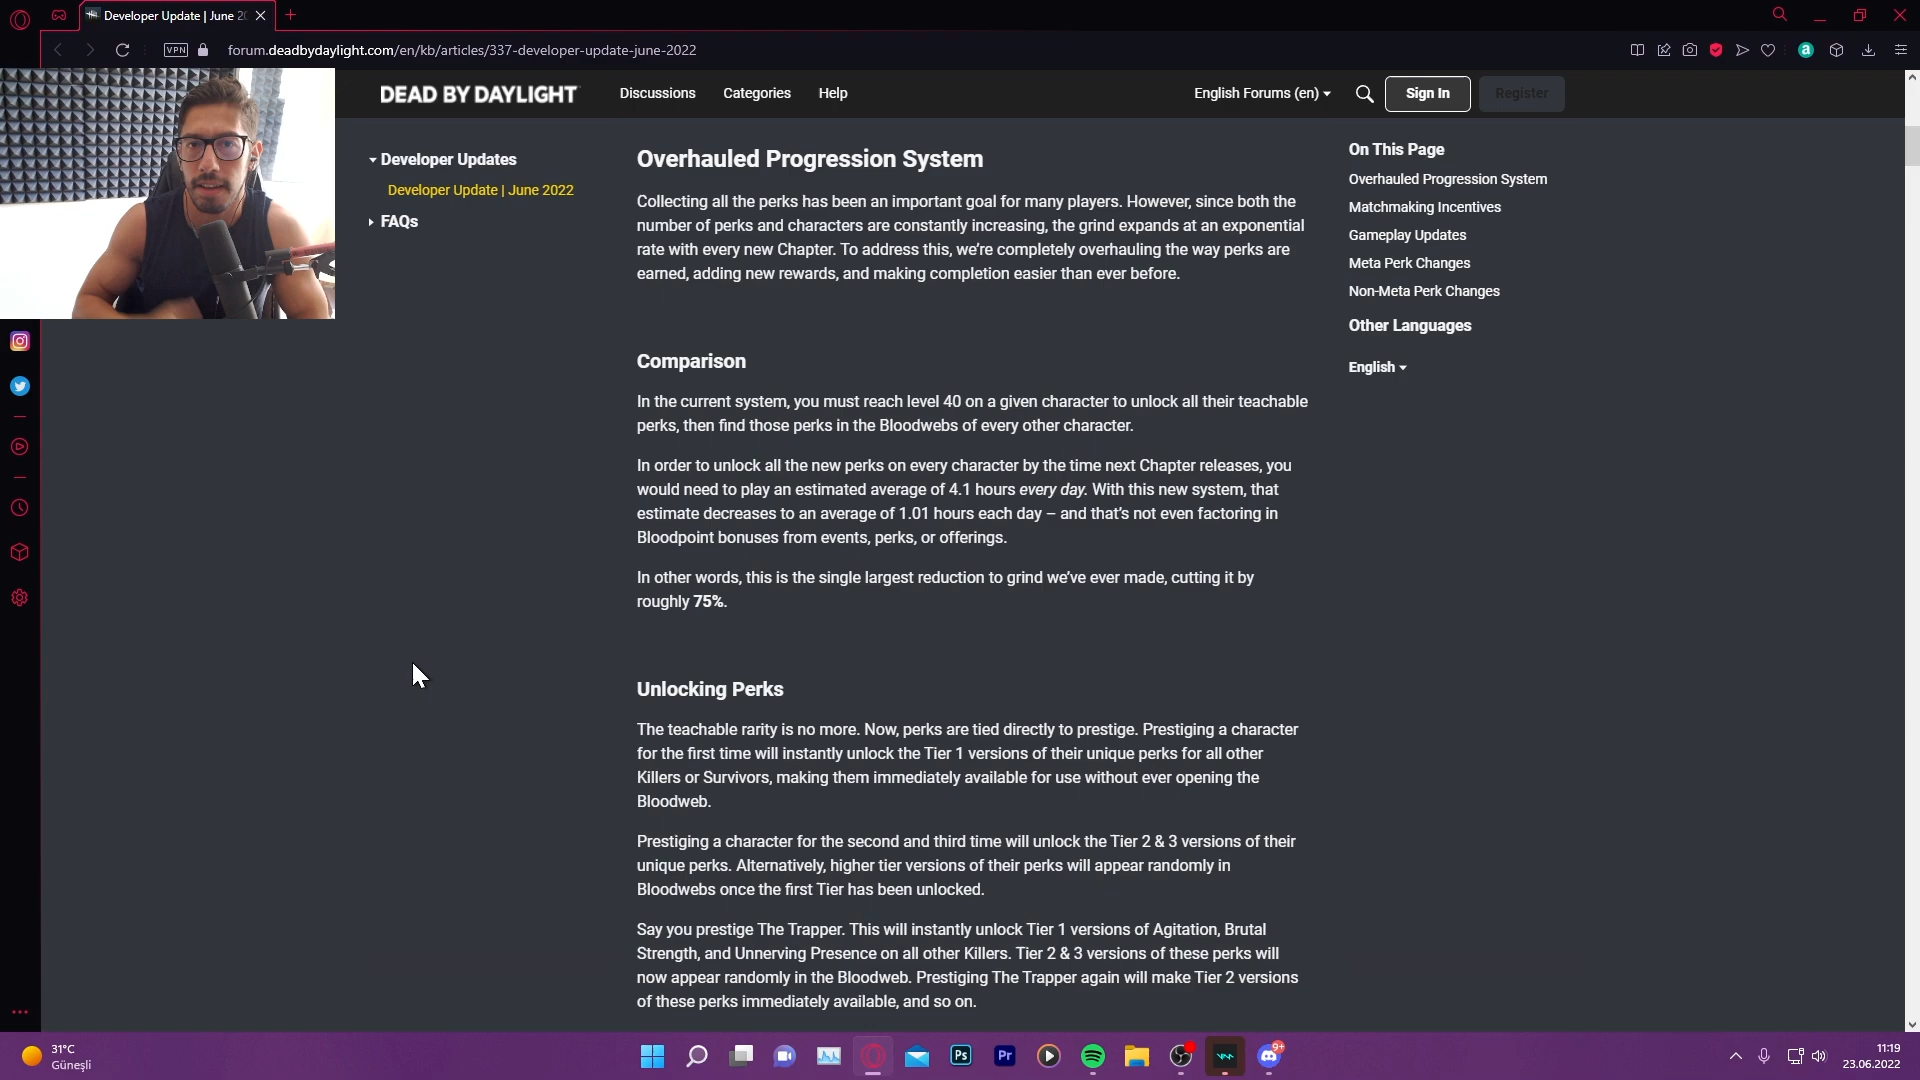 Developer Update | June 20
VPN
forum.deadbydaylight.com/en/kb/articles/337-developer-update-june-2022
DEAD BY DAYLIGHT
Discussions
Categories
Help
English Forums (en)
Sign In
Register
Developer Updates
Developer Update | June 2022
FAQs
Overhauled Progression System
Collecting all the perks has been an important goal for many players. However, since both the
number of perks and characters are constantly increasing, the grind expands at an exponential
rate with every new Chapter. To address this, we’re completely overhauling the way perks are
earned, adding new rewards, and making completion easier than ever before.
Comparison
In the current system, you must reach level 40 on a given character to unlock all their teachable
perks, then find those perks in the Bloodwebs of every other character.
In order to unlock all the new perks on every character by the time next Chapter releases, you
would need to play an estimated average of 4.1 hours every day. With this new system, that
estimate decreases to an average of 1.01 hours each day – and that’s not even factoring in
Bloodpoint bonuses from events, perks, or offerings.
In other words, this is the single largest reduction to grind we’ve ever made, cutting it by
roughly 75%.
Unlocking Perks
The teachable rarity is no more. Now, perks are tied directly to prestige. Prestiging a character
for the first time will instantly unlock the Tier 1 versions of their unique perks for all other
Killers or Survivors, making them immediately available for use without ever opening the
Bloodweb.
Prestiging a character for the second and third time will unlock the Tier 2 & 3 versions of their
unique perks. Alternatively, higher tier versions of their perks will appear randomly in
Bloodwebs once the first Tier has been unlocked.
Say you prestige The Trapper. This will instantly unlock Tier 1 versions of Agitation, Brutal
Strength, and Unnerving Presence on all other Killers. Tier 2 & 3 versions of these perks will
now appear randomly in the Bloodweb. Prestiging The Trapper again will make Tier 2 versions
of these perks immediately available, and so on.
On This Page
Overhauled Progression System
Matchmaking Incentives
Gameplay Updates
Meta Perk Changes
Non-Meta Perk Changes
Other Languages
English
31°C
Güneşli
Ps
Pr
9+
11:19
23.06.2022